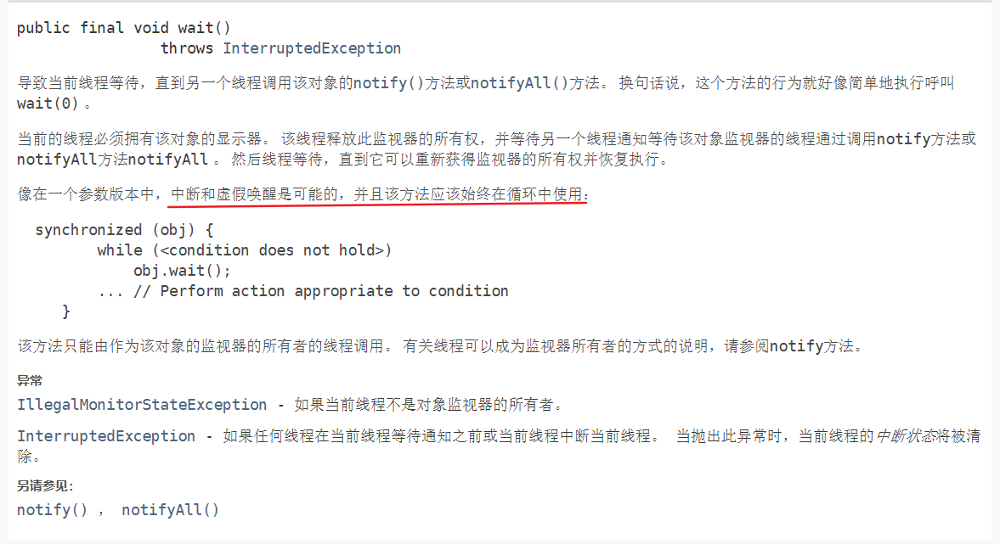 public final void wait()
throws InterruptedException
导致当前线程等待，直到另一个线程调用该对象的notify()方法或notifyAll()方法。 换句话说，这个方法的行为就好像简单地执行呼叫
wait(0) 。
当前的线程必须拥有该对象的显示器。 该线程释放此监视器的所有权，并等待另一个线程通知等待该对象监视器的线程通过调用notify方法或
notifyAll方法notifyAll 。 然后线程等待，直到它可以重新获得监视器的所有权并恢复执行。
像在一个参数版本中，中断和虚假唤醒是可能的，并且该方法应该始终在循环中使用：
synchronized (obj) {
while (<condition does not hold>)
obj.wait();
... // Perform action appropriate to condition
}
该方法只能由作为该对象的监视器的所有者的线程调用。 有关线程可以成为监视器所有者的方式的说明，请参阅notify方法。
异常
IllegalMonitorStateException - 如果当前线程不是对象监视器的所有者。
InterruptedException - 如果任何线程在当前线程等待通知之前或当前线程中断当前线程。 当抛出此异常时，当前线程的中断状态将被清
除。
另请参见：
notify() ， notifyAll()